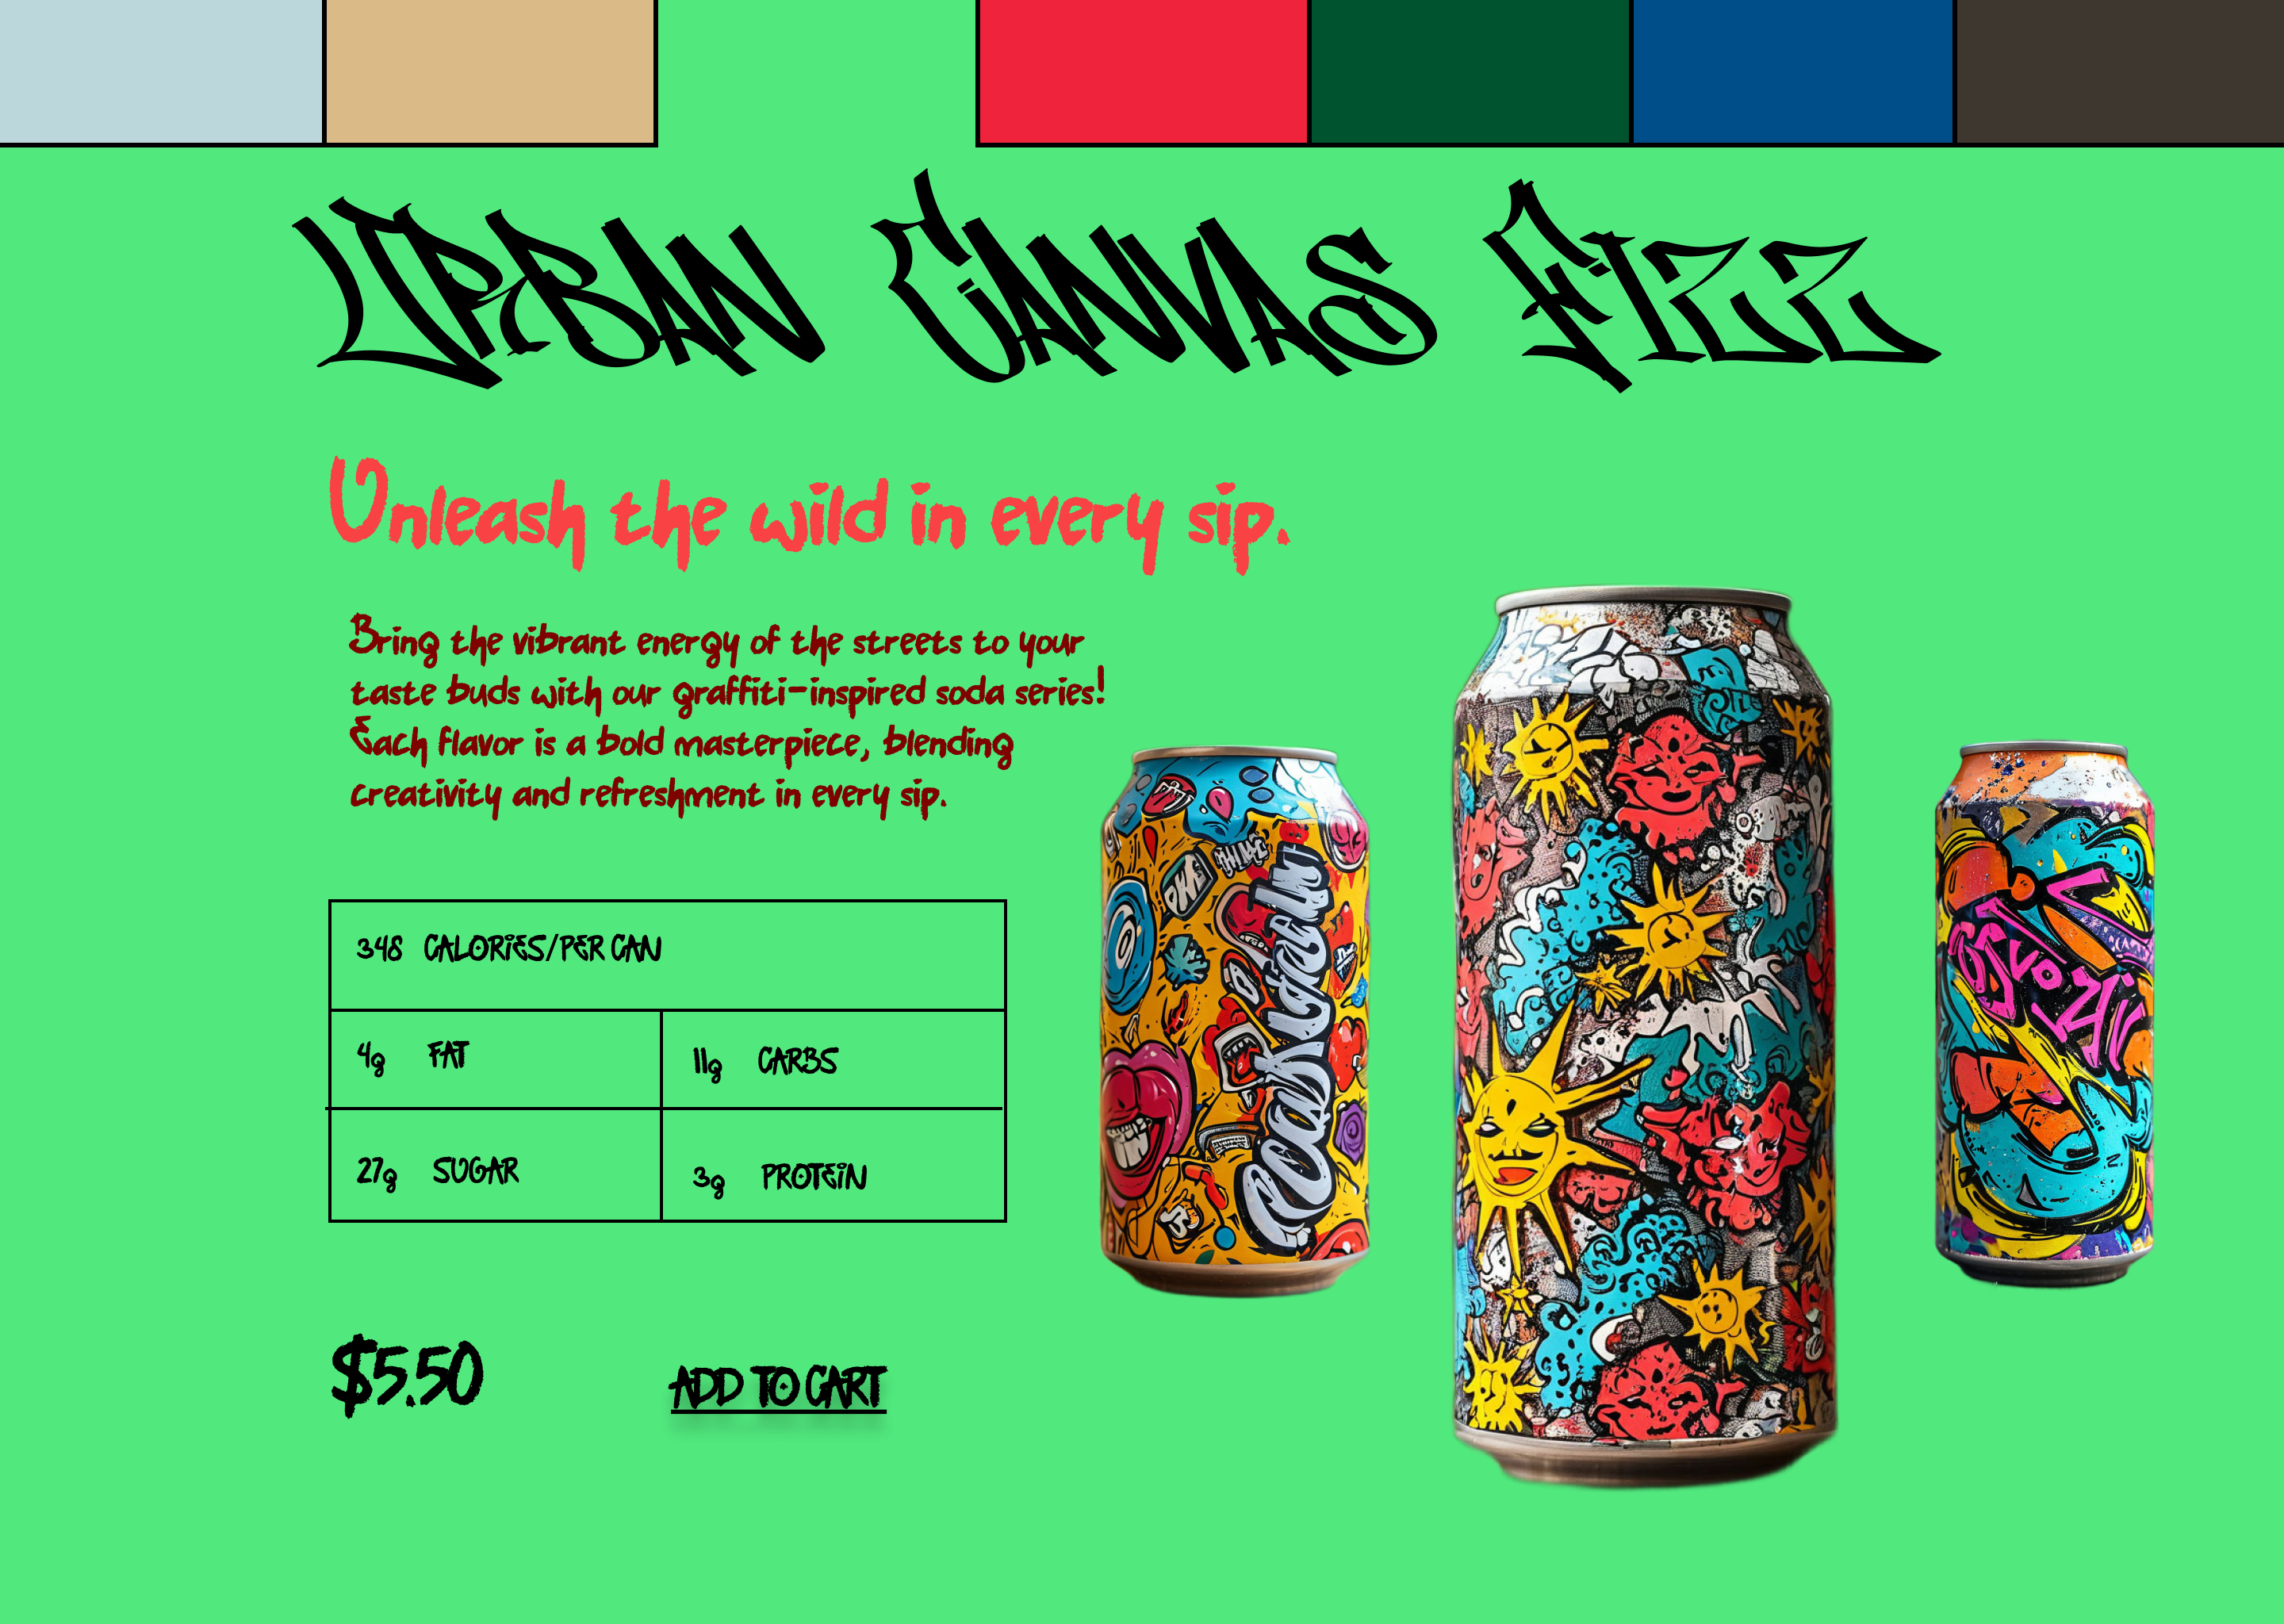 URBAN CANVAS FIZZ
Unleash the wild in every sip.
Bring the vibrant energy of the streets to your
taste buds with our graffiti-inspired soda series!
Each flavor is a bold masterpiece, blending
creativity and refreshment in every sip.
348 CALORIES/PER CAN
4g FAT
11g CARBS
27g SUGAR
3g PROTEIN
$5.50
ADD TO CART